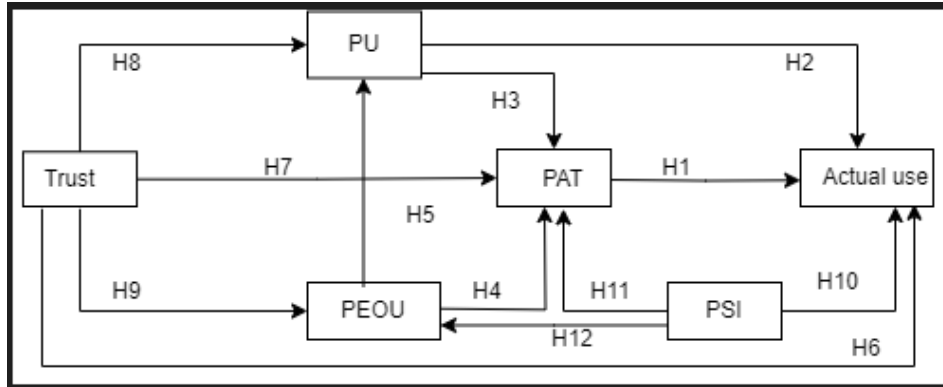 PU
H8
H2
H3
H7
H1
Trust
PAT
Actual use
H5
H9
H4
H11
H10
PEOU
PSI
H12
H6